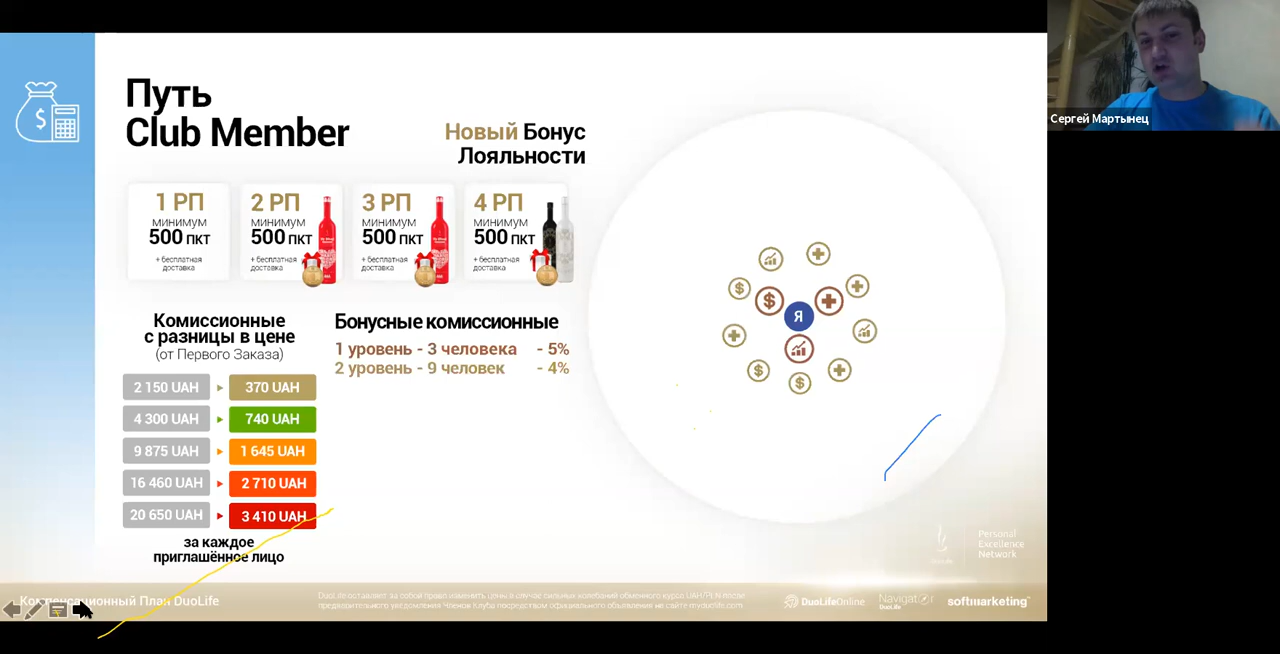 Путь
Club Member
Новый Бонус
Лояльности
1 РП
минимум
500 ПКТ
+ бесплатная
доставка
2 РП
минимум
500 ПКТ
+ бесплатная
доставка
3 РП
минимум
500 ПКТ
+ бесплатная
доставка
4 РП
минимум
500 ПКТ
+ бесплатная
доставка
Комиссионные
с разницы в цене
(от Первого Заказа)
2 150 UAH
370 UAH
4 300 UAH
740 UAH
9 875 UAH
1 645 UAH
16 460 UAH
2 710 UAH
20 650 UAH
3 410 UAH
за каждое
приглашённое лицо
Бонусные комиссионные
1 уровень - 3 человека - 5%
2 уровень - 9 человек - 4%
Я
Personal
Excellence
Network
Компенсационный План DuoLife
DuoLife оставляет за собой право изменить цены в случае сильных колебаний обменного курса UAH/PLN после
предварительного уведомления Членов Клуба посредством официального объявления на сайте myduolife.com
DuoLifeOnline
Navigator
DuoLife
softmarketing
Сергей Мартынец